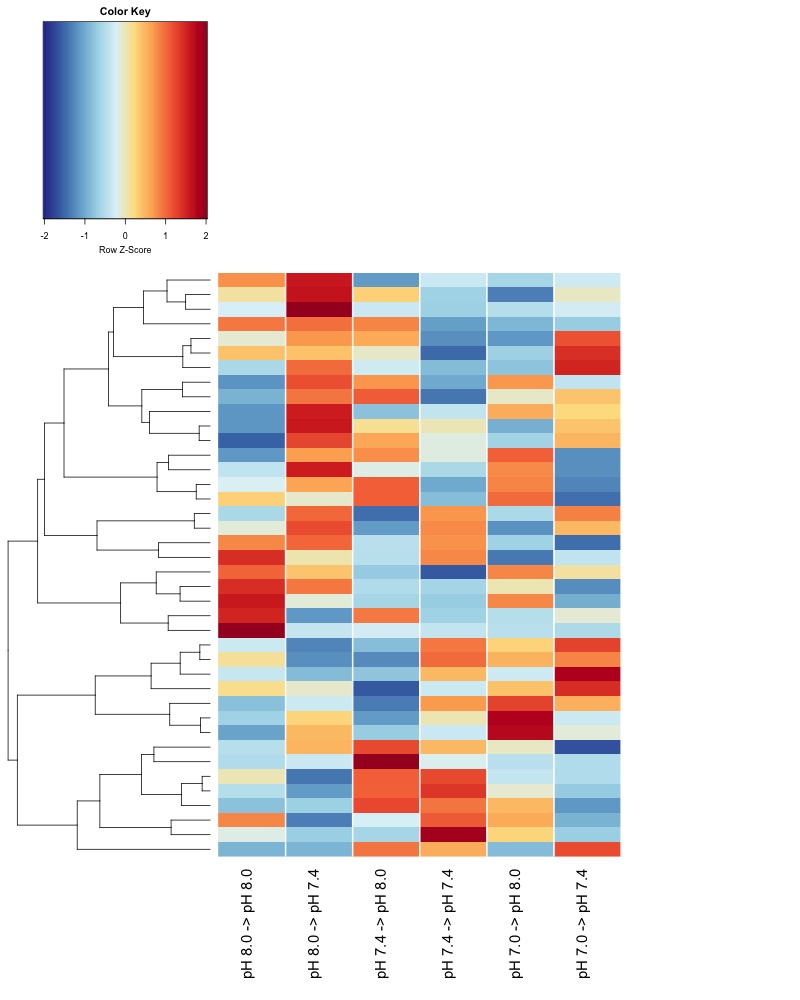 Color Key
-2 -1 0 1 2
Row Z-Score
pH 8.0 -> pH 8.0
pH 8.0 -> pH 7.4
pH 7.4 -> pH 8.0
pH 7.4 -> pH 7.4
pH 7.0 -> pH 8.0
pH 7.0 -> pH 7.4